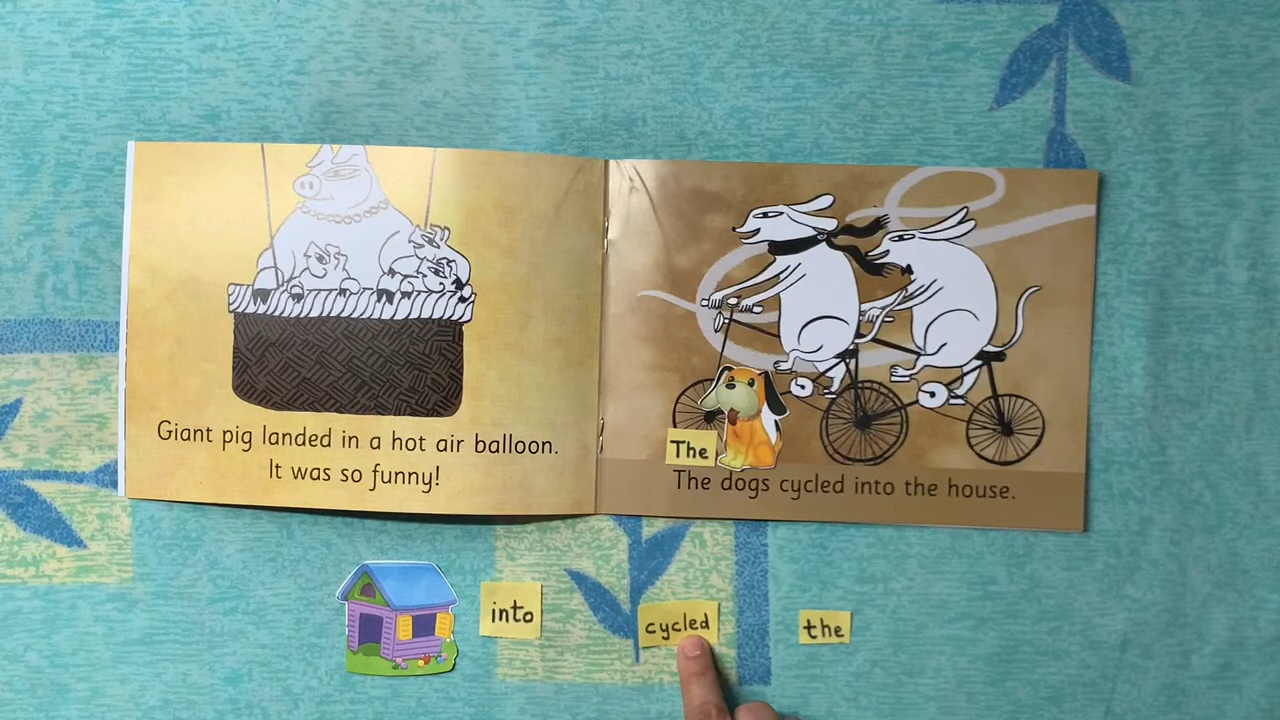 Giant pig landed in a hot air balloon.
It was so funny!
The
The dogs cycled into the house.
into
cycled
the